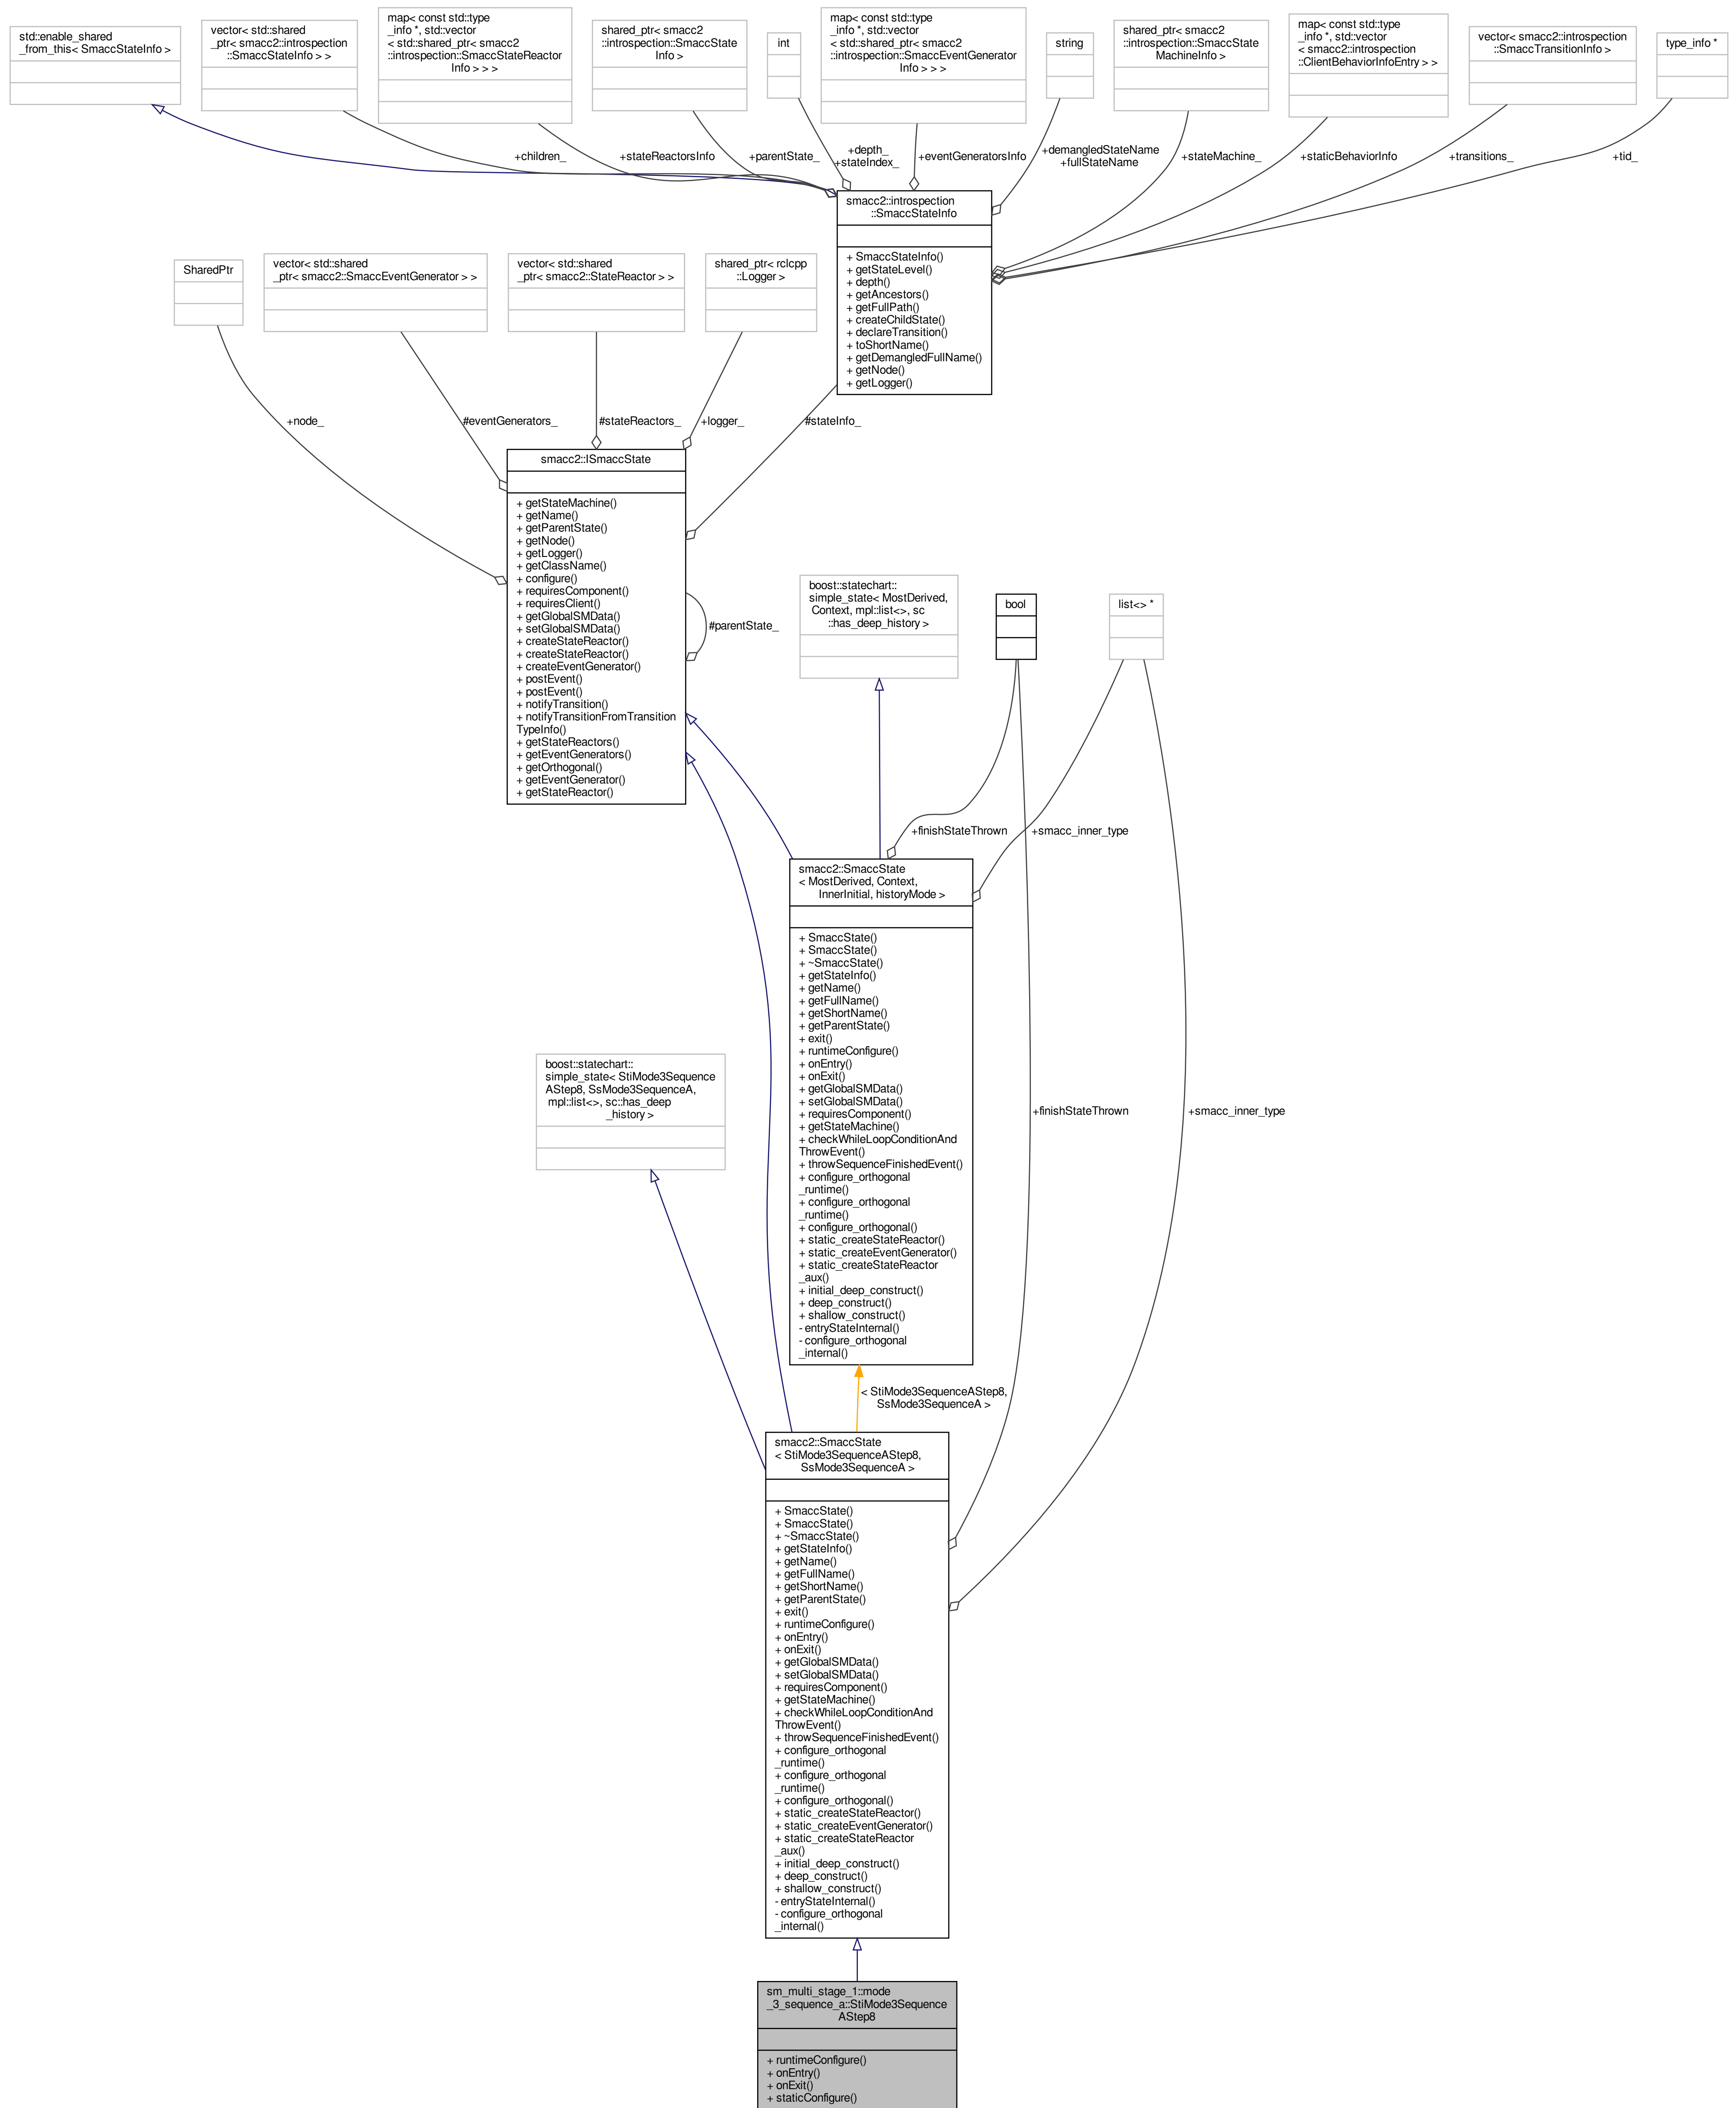 std::enable_shared
_from_this< SmaccStateInfo >
vector< std::shared
_ptr< smacc2::introspection
::SmaccStateInfo > >
map< const std::type
_info *, std::vector
< std::shared_ptr< smacc2
::introspection::SmaccStateReactor
Info > > >
shared_ptr< smacc2
::introspection::SmaccState
Info >
int
map< const std::type
_info *, std::vector
< std::shared_ptr< smacc2
::introspection::SmaccEventGenerator
Info > > >
string
shared_ptr< smacc2
::introspection::SmaccState
MachineInfo >
map< const std::type
_info *, std::vector
< smacc2::introspection
::ClientBehaviorInfoEntry > >
vector< smacc2::introspection
::SmaccTransitionInfo >
type_info *
+children_
+stateReactorsInfo
+parentState_
+depth_
+stateIndex_
+eventGeneratorsInfo
+demangledStateName
+fullStateName
+stateMachine_
+staticBehaviorInfo
+transitions_
+tid_
smacc2::introspection
::SmaccStateInfo
+ SmaccStateInfo()
+ getStateLevel()
+ depth()
+ getAncestors()
+ getFullPath()
+ createChildState()
+ declareTransition()
+ toShortName()
+ getDemangledFullName()
+ getNode()
+ getLogger()
SharedPtr
vector< std::shared
_ptr< smacc2::SmaccEventGenerator > >
vector< std::shared
_ptr< smacc2::StateReactor > >
shared_ptr< rclcpp
::Logger >
+node_
#eventGenerators_
#stateReactors_
+logger_
#stateInfo_
smacc2::ISmaccState
+ getStateMachine()
+ getName()
+ getParentState()
+ getNode()
+ getLogger()
+ getClassName()
+ configure()
+ requiresComponent()
+ requiresClient()
+ getGlobalSMData()
+ setGlobalSMData()
+ createStateReactor()
+ createStateReactor()
+ createEventGenerator()
+ postEvent()
+ postEvent()
+ notifyTransition()
+ notifyTransitionFromTransition
TypeInfo()
+ getStateReactors()
+ getEventGenerators()
+ getOrthogonal()
+ getEventGenerator()
+ getStateReactor()
#parentState_
boost::statechart::
simple_state< MostDerived,
Context, mpl::list<>, sc
::has_deep_history >
bool
list<> *
+finishStateThrown
+smacc_inner_type
smacc2::SmaccState
< MostDerived, Context,
InnerInitial, historyMode >
+ SmaccState()
+ SmaccState()
+ ~SmaccState()
+ getStateInfo()
+ getName()
+ getFullName()
+ getShortName()
+ getParentState()
+ exit()
+ runtimeConfigure()
+ onEntry()
+ onExit()
+ getGlobalSMData()
+ setGlobalSMData()
+ requiresComponent()
+ getStateMachine()
+ checkWhileLoopConditionAnd
ThrowEvent()
+ throwSequenceFinishedEvent()
+ configure_orthogonal
_runtime()
+ configure_orthogonal
_runtime()
+ configure_orthogonal()
+ static_createStateReactor()
+ static_createEventGenerator()
+ static_createStateReactor
_aux()
+ initial_deep_construct()
+ deep_construct()
+ shallow_construct()
- entryStateInternal()
- configure_orthogonal
_internal()
boost::statechart::
simple_state< StiMode3Sequence
AStep8, SsMode3SequenceA,
mpl::list<>, sc::has_deep
_history >
+finishStateThrown
+smacc_inner_type
< StiMode3SequenceAStep8,
SsMode3SequenceA >
smacc2::SmaccState
< StiMode3SequenceAStep8,
SsMode3SequenceA >
+ SmaccState()
+ SmaccState()
+ ~SmaccState()
+ getStateInfo()
+ getName()
+ getFullName()
+ getShortName()
+ getParentState()
+ exit()
+ runtimeConfigure()
+ onEntry()
+ onExit()
+ getGlobalSMData()
+ setGlobalSMData()
+ requiresComponent()
+ getStateMachine()
+ checkWhileLoopConditionAnd
ThrowEvent()
+ throwSequenceFinishedEvent()
+ configure_orthogonal
_runtime()
+ configure_orthogonal
_runtime()
+ configure_orthogonal()
+ static_createStateReactor()
+ static_createEventGenerator()
+ static_createStateReactor
_aux()
+ initial_deep_construct()
+ deep_construct()
+ shallow_construct()
- entryStateInternal()
- configure_orthogonal
_internal()
sm_multi_stage_1::mode
_3_sequence_a::StiMode3Sequence
AStep8
+ runtimeConfigure()
+ onEntry()
+ onExit()
+ staticConfigure()